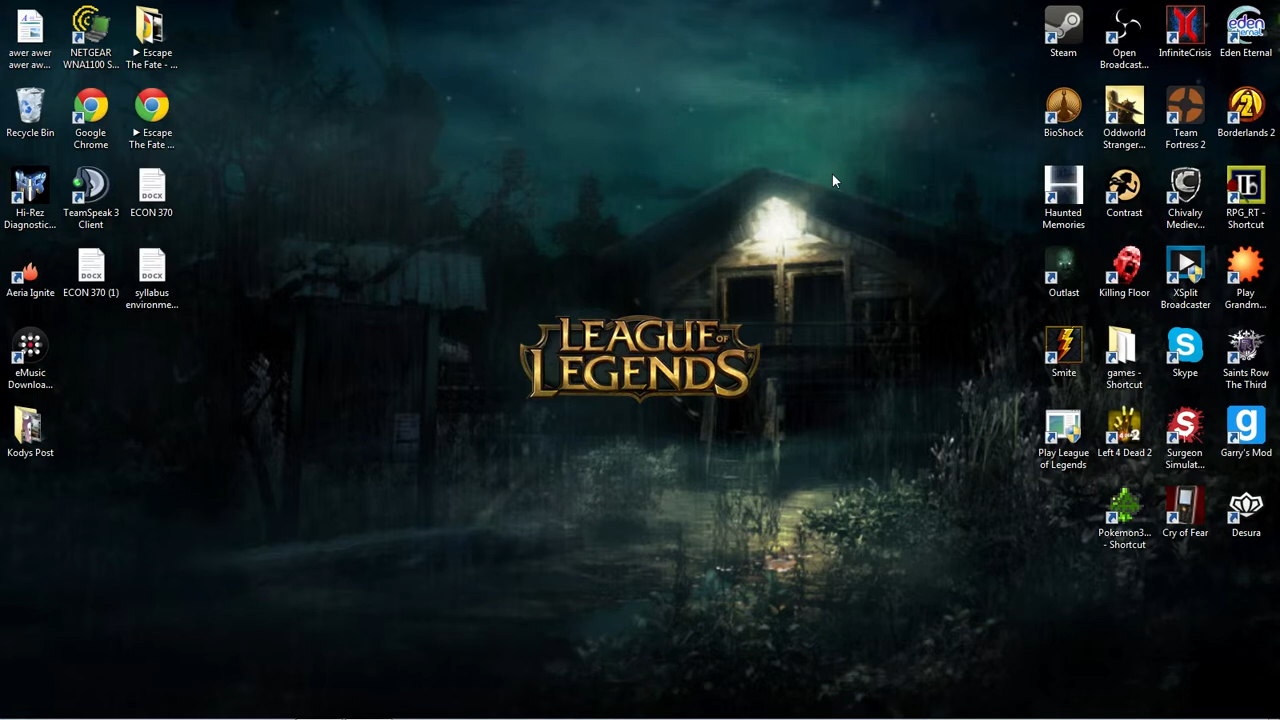 awer awer
awer aw...
NETGEAR
WNA1100 S...
► Escape
The Fate - ...
Recycle Bin
Google
Chrome
► Escape
The Fate ...
Hi-Rez
Diagnostic...
TeamSpeak 3
Client
ECON 370
Aeria Ignite
ECON 370 (1)
syllabus
environme...
eMusic
Downloa...
Kodys Post
LEAGUE OF
LEGENDS
Steam
Open
Broadcast...
InfiniteCrisis
Eden Eternal
BioShock
Oddworld
Stranger...
Team
Fortress 2
Borderlands 2
Haunted
Memories
Contrast
Chivalry
Mediev...
RPG_RT -
Shortcut
Outlast
Killing Floor
XSplit
Broadcaster
Play
Grandm...
Smite
games -
Shortcut
Skype
Saints Row
The Third
Play League
of Legends
Left 4 Dead 2
Surgeon
Simulat...
Garry's Mod
Pokemon3...
- Shortcut
Cry of Fear
Desura
DOCX
DOCX
DOCX
eden
eternal